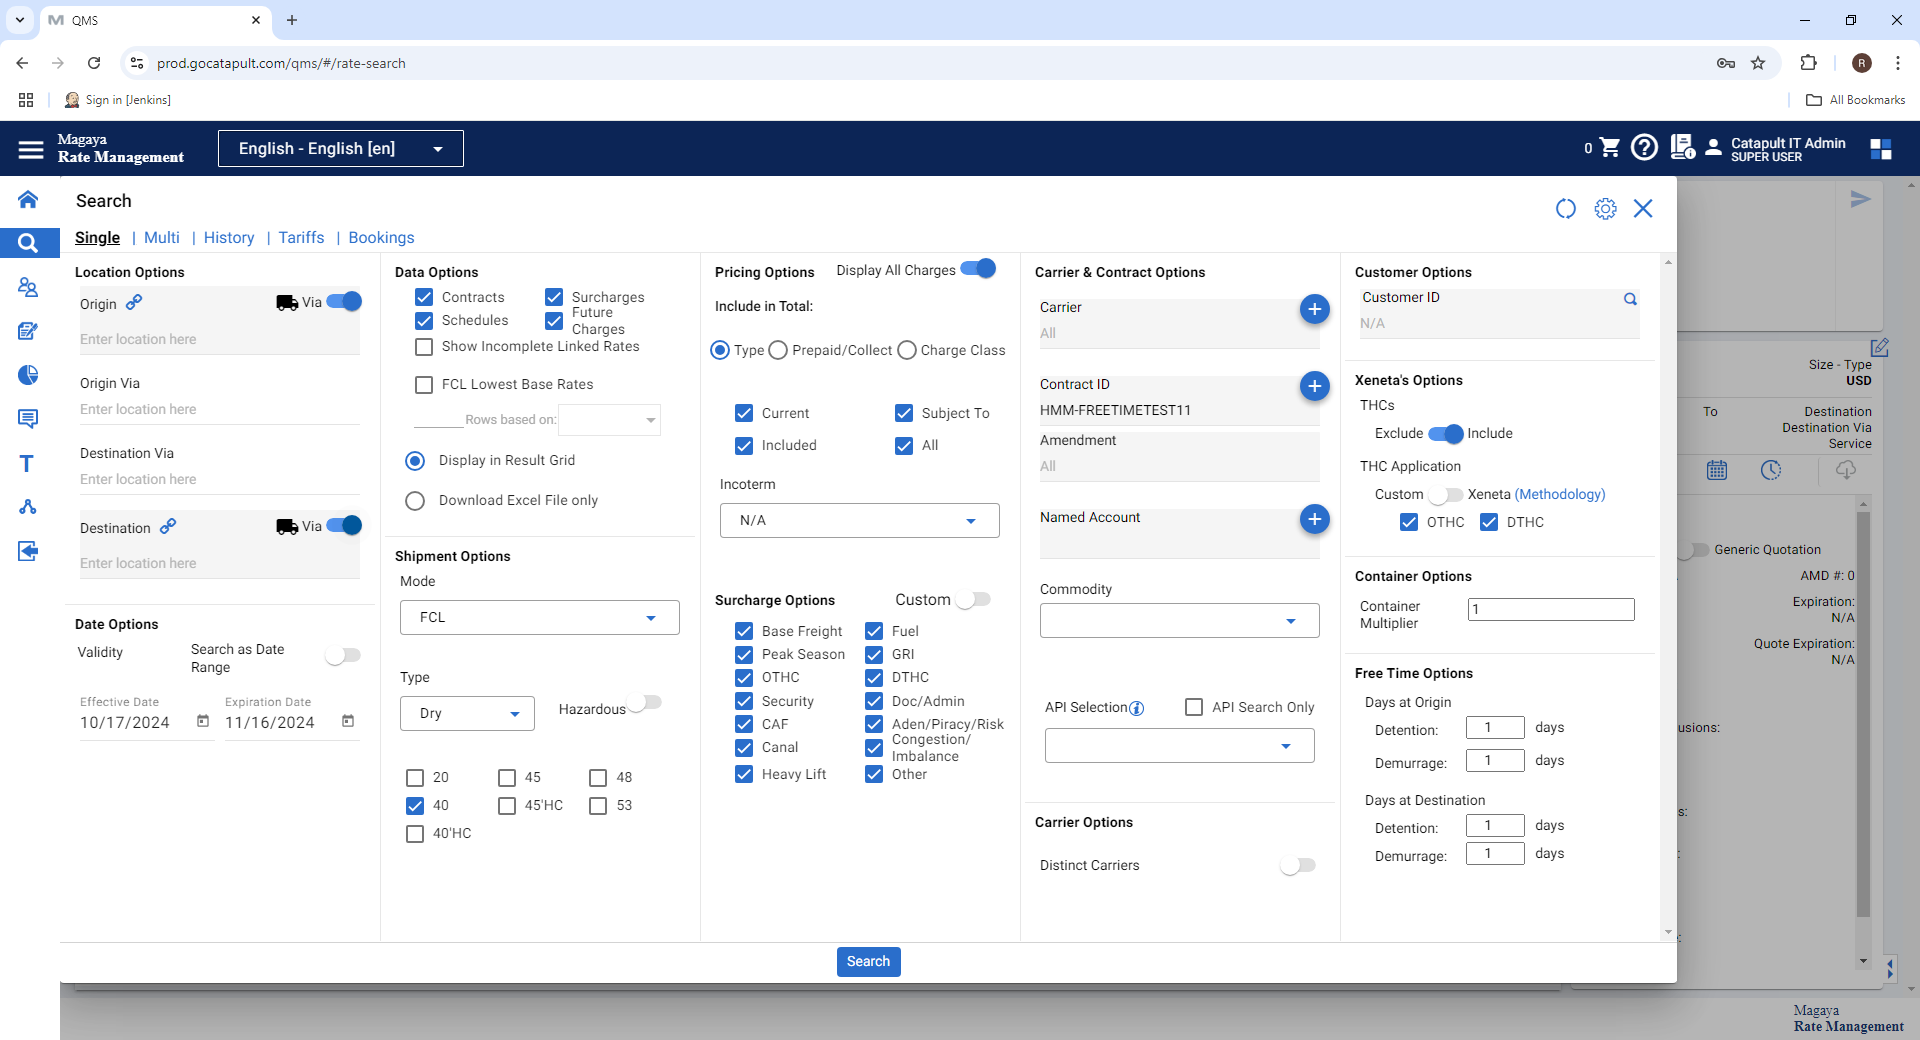 QMS
prod.gocatapult.com/qms/#/rate-search
R
Sign in [Jenkins]
All Bookmarks
Magaya
Rate Management
English - English [en]
0
Catapult IT Admin
SUPER USER
Search
Single | Multi | History | Tariffs | Bookings
Location Options
Origin
Via
Enter location here
Origin Via
Enter location here
Destination Via
Enter location here
Destination
Via
Enter location here
Date Options
Validity
Search as Date
Range
Effective Date
10/17/2024
Expiration Date
11/16/2024
Data Options
Contracts
Surcharges
Schedules
Future
Charges
Show Incomplete Linked Rates
FCL Lowest Base Rates
Rows based on:
Display in Result Grid
Download Excel File only
Shipment Options
Mode
FCL
Type
Dry
Hazardous
20
45
48
40
45'HC
53
40'HC
Pricing Options
Display All Charges
Include in Total:
Type
Prepaid/Collect
Charge Class
Current
Subject To
Included
All
Incoterm
N/A
Surcharge Options
Custom
Base Freight
Fuel
Peak Season
GRI
OTHC
DTHC
Security
Doc/Admin
CAF
Aden/Piracy/Risk
Canal
Congestion/
Imbalance
Heavy Lift
Other
Carrier & Contract Options
Carrier
All
Contract ID
HMM-FREETIMETEST11
Amendment
All
Named Account
Commodity
API Selection
API Search Only
Carrier Options
Distinct Carriers
Customer Options
Customer ID
N/A
Xeneta's Options
THCs
Exclude
Include
THC Application
Custom
Xeneta (Methodology)
OTHC
DTHC
Container Options
Container
Multiplier
1
Free Time Options
Days at Origin
Detention:
1
days
Demurrage:
1
days
Days at Destination
Detention:
1
days
Demurrage:
1
days
Search
Size - Type
USD
To
Destination
Destination Via
Service
Generic Quotation
AMD #: 0
Expiration:
N/A
Quote Expiration:
N/A
usions:
s:
Magaya
Rate Management